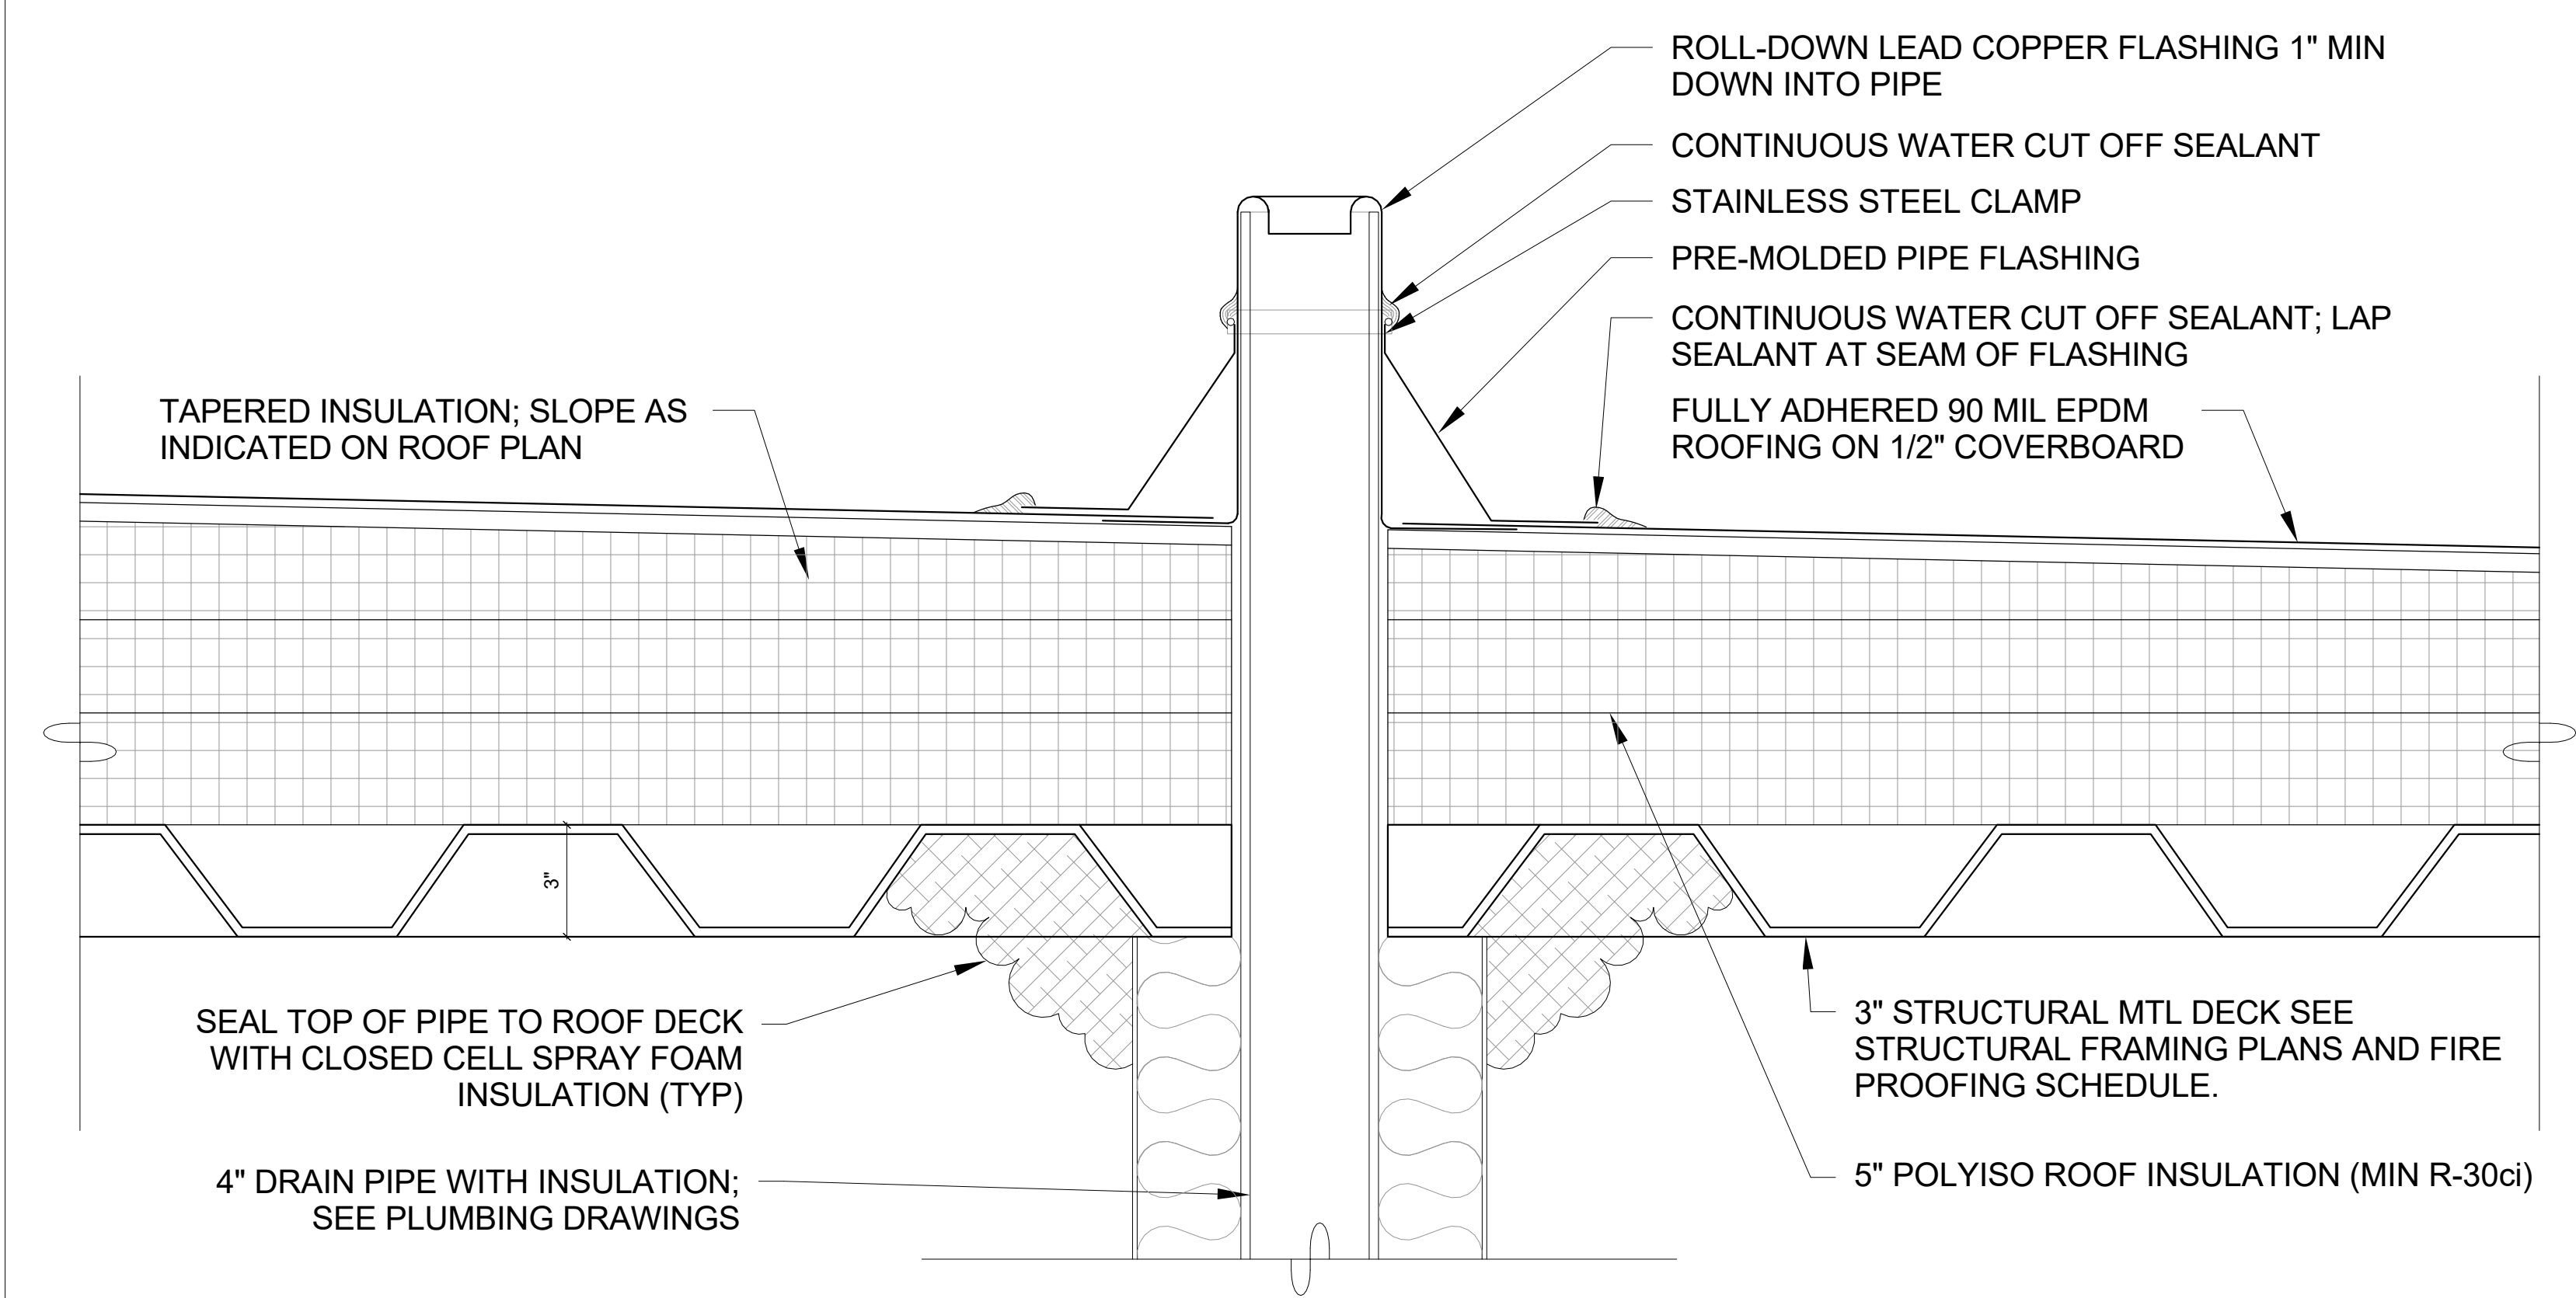 ROLL-DOWN LEAD COPPER FLASHING 1" MIN
DOWN INTO PIPE
CONTINUOUS WATER CUT OFF SEALANT
STAINLESS STEEL CLAMP
PRE-MOLDED PIPE FLASHING
CONTINUOUS WATER CUT OFF SEALANT; LAP
SEALANT AT SEAM OF FLASHING
TAPERED INSULATION; SLOPE AS
INDICATED ON ROOF PLAN
FULLY ADHERED 90 MIL EPDM
ROOFING ON 1/2" COVERBOARD
3"
SEAL TOP OF PIPE TO ROOF DECK
WITH CLOSED CELL SPRAY FOAM
INSULATION (TYP)
3" STRUCTURAL MTL DECK SEE
STRUCTURAL FRAMING PLANS AND FIRE
PROOFING SCHEDULE.
4" DRAIN PIPE WITH INSULATION;
SEE PLUMBING DRAWINGS
5" POLYISO ROOF INSULATION (MIN R-30ci)